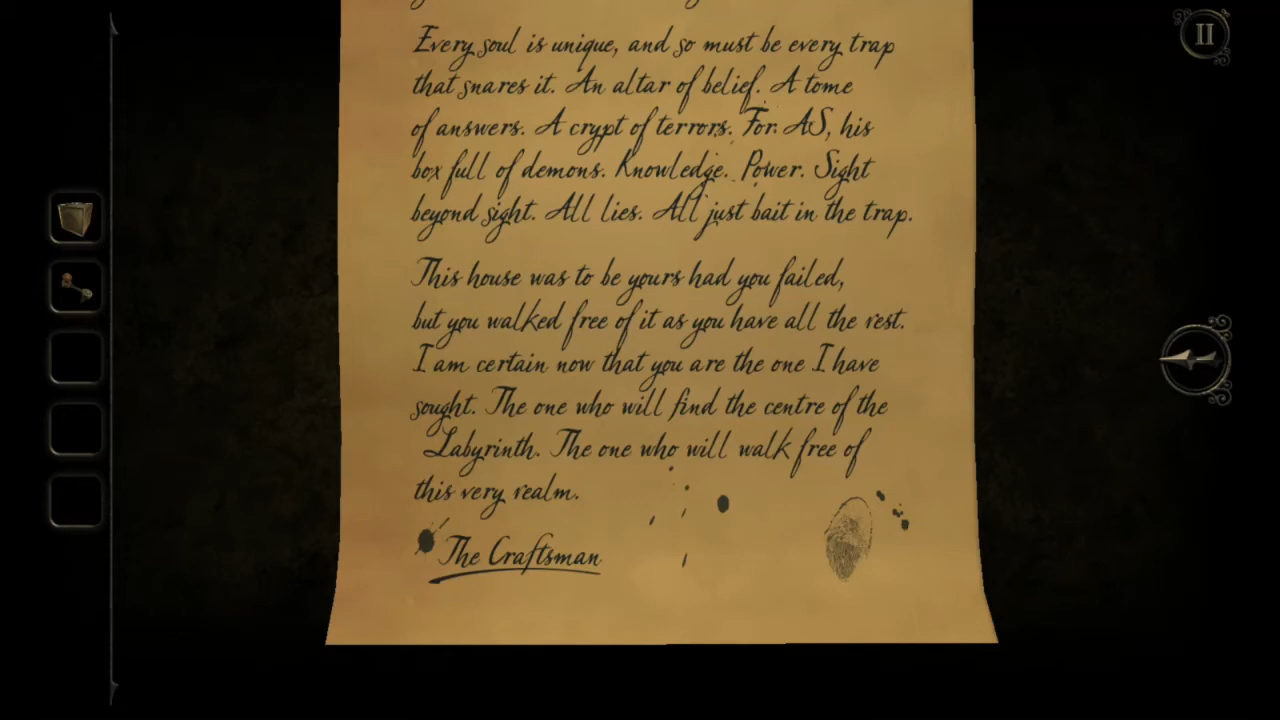 Every soul is unique, and so must be every trap
that snares it. An altar of belief. A tome
of answers. A crypt of terrors. For AS, his
box full of demons. Knowledge. Power. Sight
beyond sight. All lies. All just bait in the trap.
This house was to be yours had you failed,
but you walked free of it as you have all the rest.
I am certain now that you are the one I have
sought. The one who will find the centre of the
Labyrinth. The one who will walk free of
this very realm.
The Craftsman